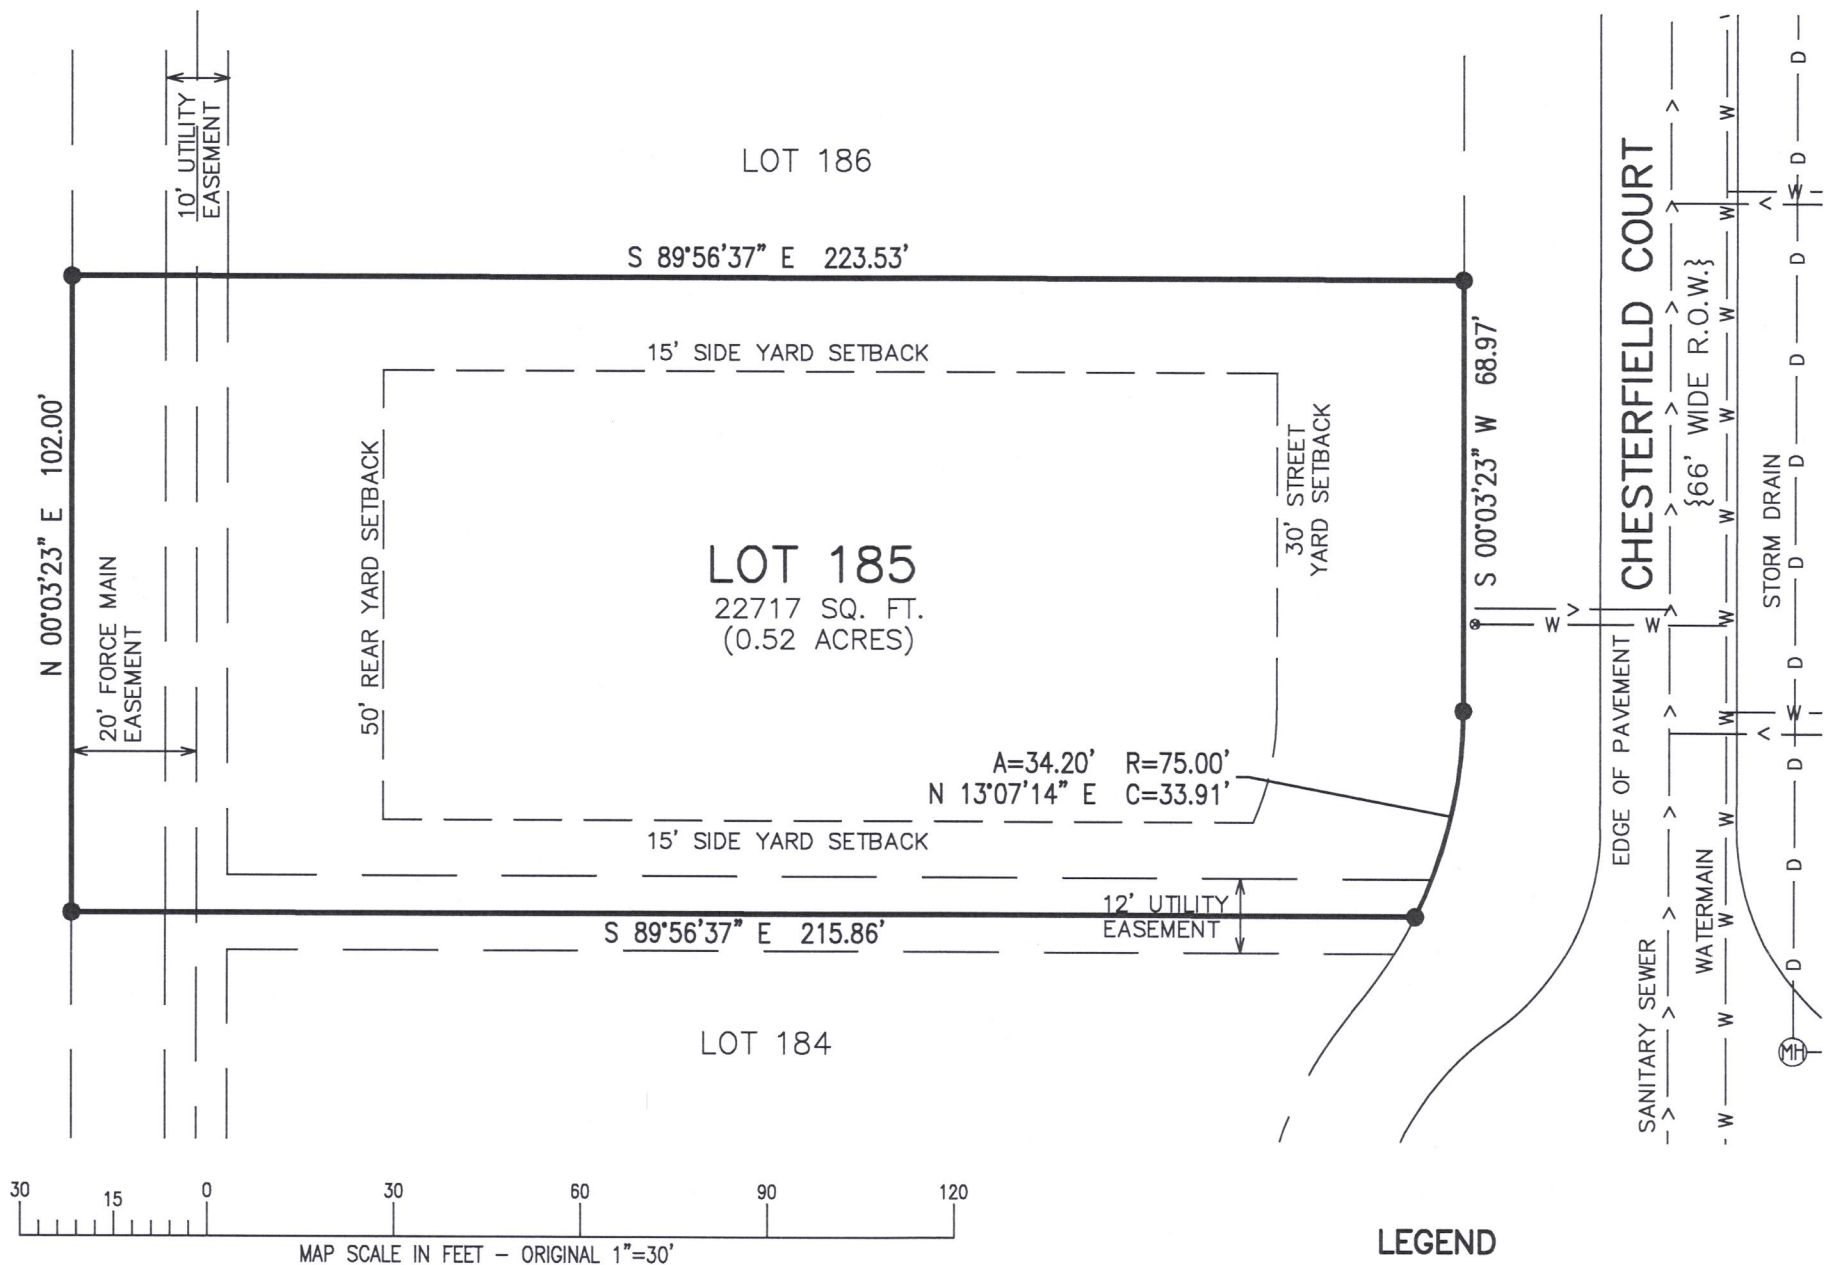 10' UTILITY
EASEMENT
LOT 186
S 89°56'37" E 223.53'
15' SIDE YARD SETBACK
N 00°03'23" E 102.00'
20' FORCE MAIN
EASEMENT
50' REAR YARD SETBACK
LOT 185
22717 SQ. FT.
(0.52 ACRES)
30' STREET
YARD SETBACK
S 00°03'23" W 68.97'
A=34.20' R=75.00'
N 13°07'14" E C=33.91'
15' SIDE YARD SETBACK
12' UTILITY
EASEMENT
S 89°56'37" E 215.86'
LOT 184
CHESTERFIELD COURT
{66' WIDE R.O.W.}
EDGE OF PAVEMENT
SANITARY SEWER
WATERMAIN
STORM DRAIN
W W
W
W
W
W
W
W
W
W
W
W
W
W
W
W
D
D
D
D
D
D
D
D
D
D
MH
30 15 0 30 60 90 120
MAP SCALE IN FEET – ORIGINAL 1"=30'
LEGEND